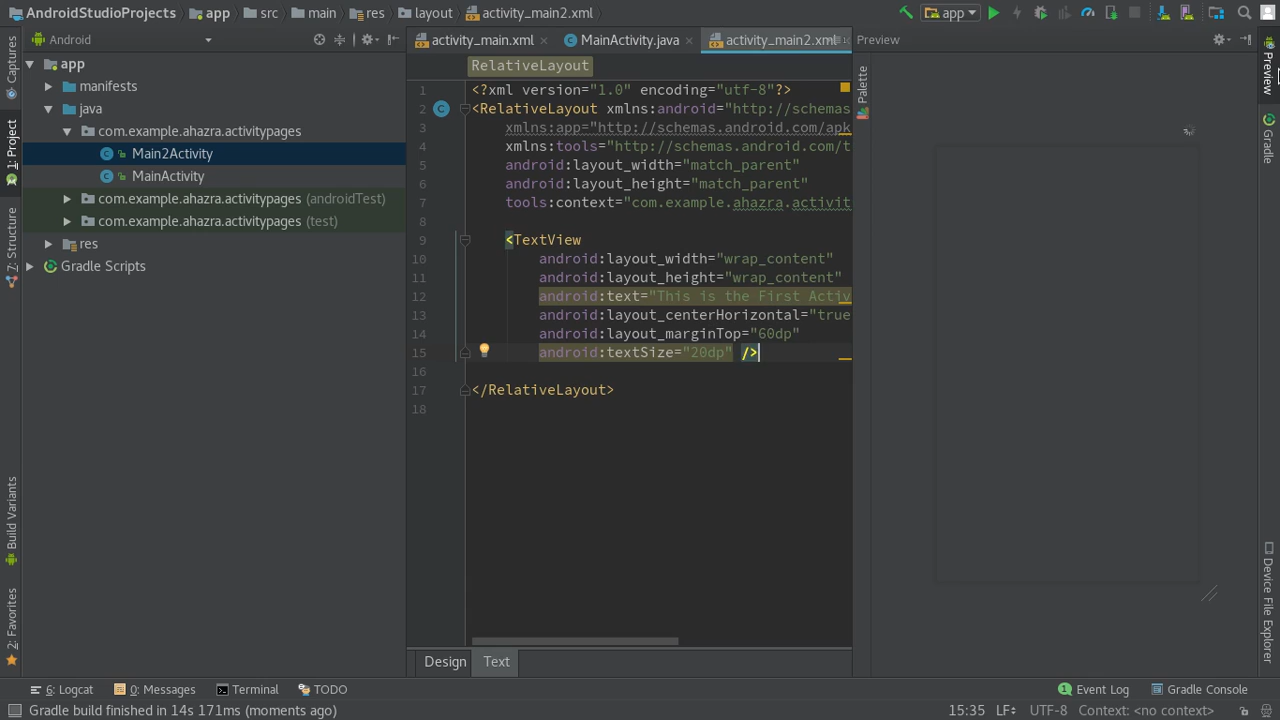 AndroidStudioProjects app src main res layout activity_main2.xml app
Android activity_main.xml MainActivity.java activity_main2.xml Preview
RelativeLayout
app
manifests
java
com.example.ahazra.activitypages
Main2Activity
MainActivity
com.example.ahazra.activitypages (androidTest)
com.example.ahazra.activitypages (test)
res
Gradle Scripts
1 <?xml version="1.0" encoding="utf-8"?>
2 <RelativeLayout xmlns:android="http://schemas
3 xmlns:app="http://schemas.android.com/apk
4 xmlns:tools="http://schemas.android.com/t
5 android:layout_width="match_parent"
6 android:layout_height="match_parent"
7 tools:context="com.example.ahazra.activit
8
9 <TextView
10 android:layout_width="wrap_content"
11 android:layout_height="wrap_content"
12 android:text="This is the First Activ
13 android:layout_centerHorizontal="true
14 android:layout_marginTop="60dp"
15 android:textSize="20dp" />
16
17 </RelativeLayout>
18
Captures
1: Project
7: Structure
Build Variants
2: Favorites
Palette
Preview
Gradle
Device File Explorer
Design Text
6: Logcat 0: Messages Terminal TODO 1 Event Log Gradle Console
Gradle build finished in 14s 171ms (moments ago) 15:35 LF UTF-8 Context: <no context>